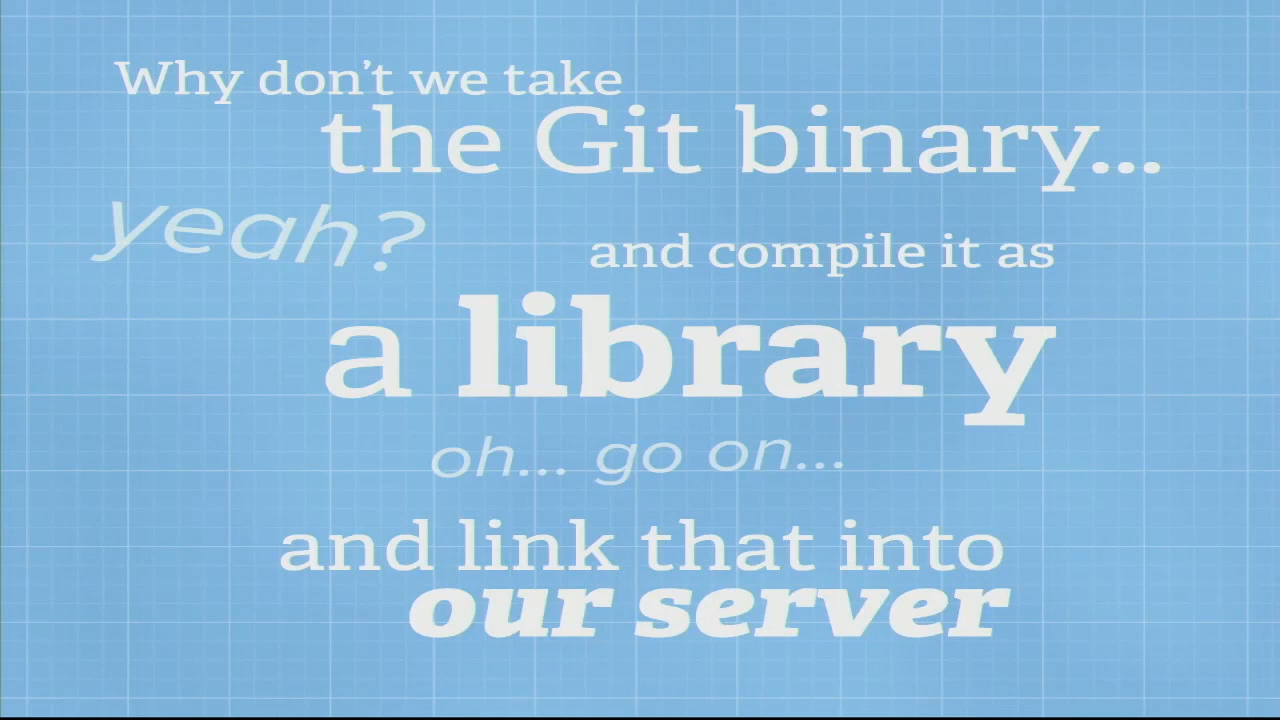 Why don't we take
the Git binary...
yeah?
and compile it as
a library
oh... go on...
and link that into
our server